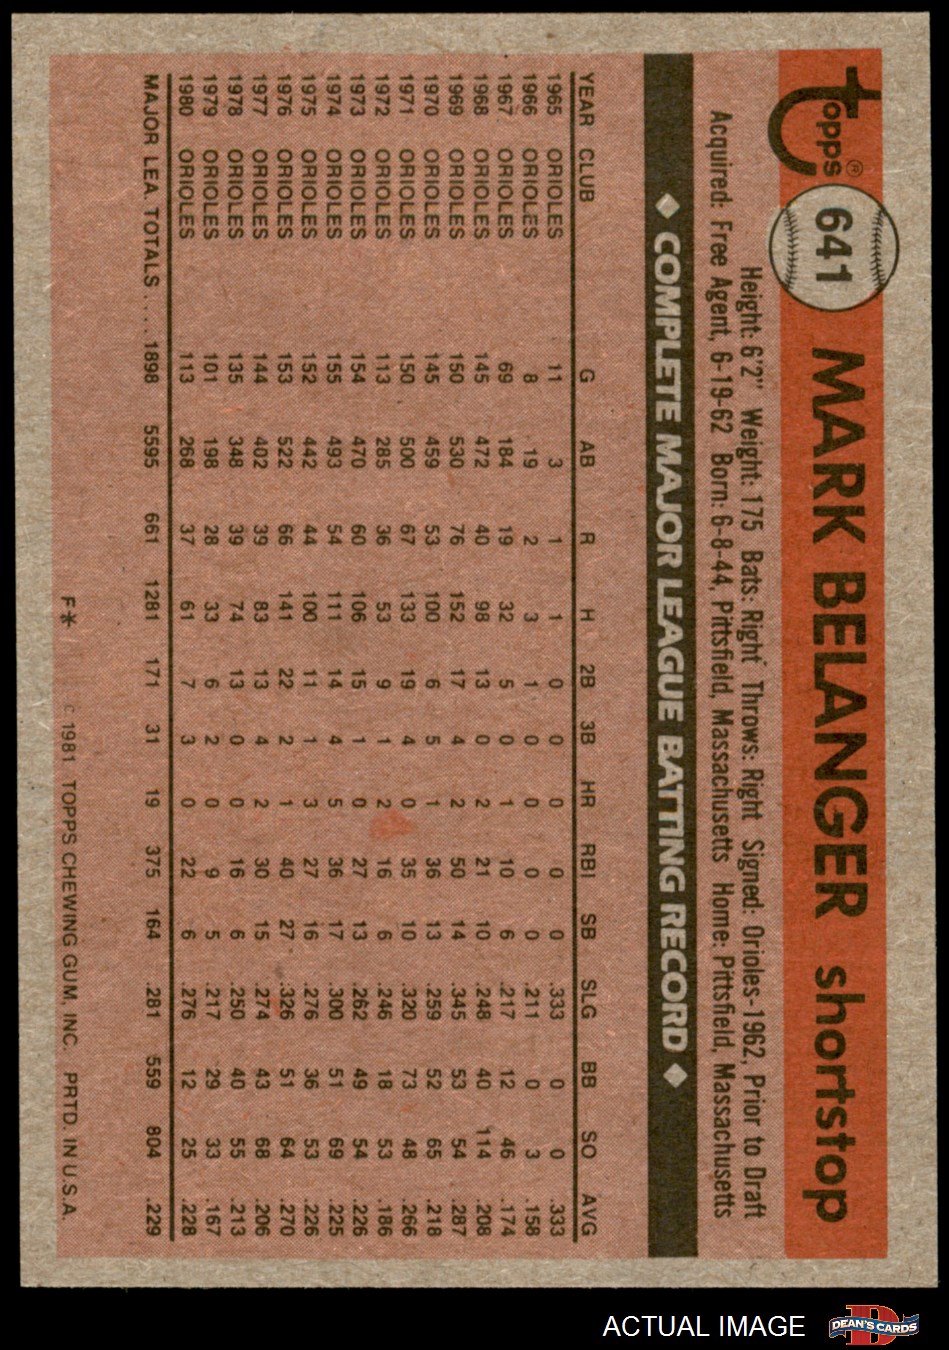 Topps® 641 MARK BELANGER shortstop
Height: 6'2" Weight: 175 Bats: Right Throws: Right Signed: Orioles-1962, Prior to Draft
Acquired: Free Agent, 6-19-62 Born: 6-8-44, Pittsfield, Massachusetts Home: Pittsfield, Massachusetts
COMPLETE MAJOR LEAGUE BATTING RECORD
YEAR CLUB G AB R H 2B 3B HR RBI SB SLG BB SO AVG
1965 ORIOLES 11 3 1 1 0 0 0 0 0 .333 0 0 .333
1966 ORIOLES 8 19 2 3 1 0 0 0 0 .211 0 3 .158
1967 ORIOLES 69 184 19 32 5 0 1 10 6 .217 12 46 .174
1968 ORIOLES 145 472 40 98 13 0 2 21 10 .248 40 114 .208
1969 ORIOLES 150 530 76 152 17 4 2 50 14 .345 53 54 .287
1970 ORIOLES 145 459 53 100 6 5 1 36 13 .259 52 65 .218
1971 ORIOLES 150 500 67 133 19 4 0 35 10 .320 73 48 .266
1972 ORIOLES 113 285 36 53 9 1 2 16 6 .246 18 53 .186
1973 ORIOLES 154 470 60 106 15 1 0 27 13 .262 49 54 .226
1974 ORIOLES 155 493 54 111 14 4 5 36 17 .300 51 69 .225
1975 ORIOLES 152 442 44 100 11 1 3 27 16 .276 36 53 .226
1976 ORIOLES 153 522 66 141 22 2 1 40 27 .326 51 64 .270
1977 ORIOLES 144 402 39 83 13 4 2 30 15 .274 43 68 .206
1978 ORIOLES 135 348 39 74 13 0 0 16 6 .250 40 55 .213
1979 ORIOLES 101 198 28 33 6 2 0 9 5 .217 29 33 .167
1980 ORIOLES 113 268 37 61 7 3 0 22 6 .276 12 25 .228
MAJOR LEA. TOTALS..... 1898 5595 661 1281 171 31 19 375 164 .281 559 804 .229
F* © 1981 TOPPS CHEWING GUM, INC. PRTD. IN U.S.A.
ACTUAL IMAGE DEAN'S CARDS